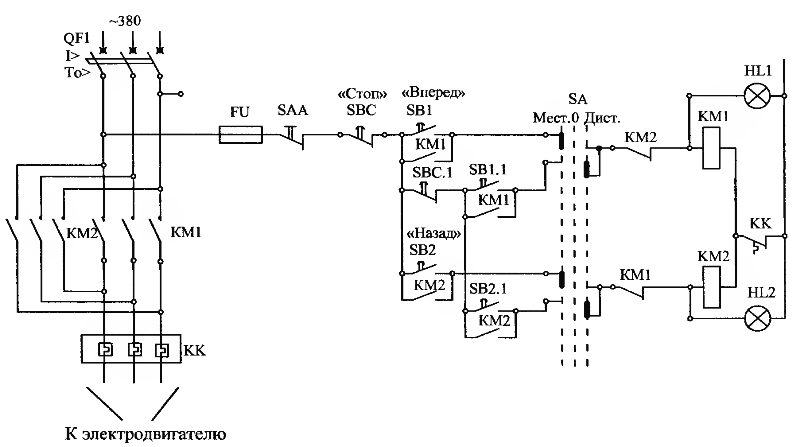 ~380
QF1
I>
To>
FU
SAA
«Стоп»
SBC
«Вперед»
SB1
KM1
SBC.1
SB1.1
KM1
«Назад»
SB2
KM2
SB2.1
KM2
SA
Мест.0 Дист.
KM2
HL1
KM1
KK
KM1
KM2
HL2
KM2
KM1
KK
К электродвигателю